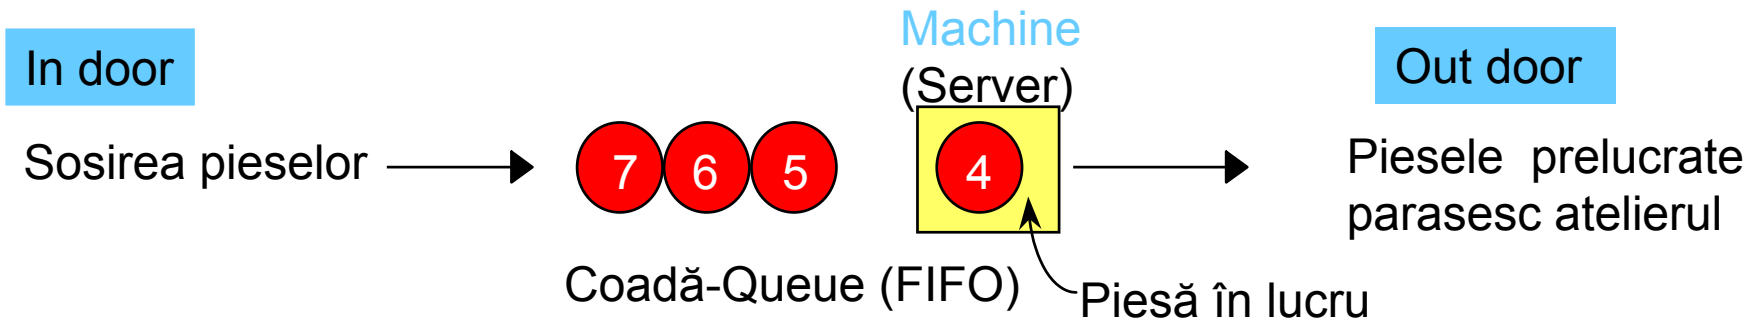 Machine
In door
(Server)
Out door
Sosirea pieselor
7 6 5
4
Piesele prelucrate
parasesc atelierul
Coadă-Queue (FIFO)
Piesă în lucru